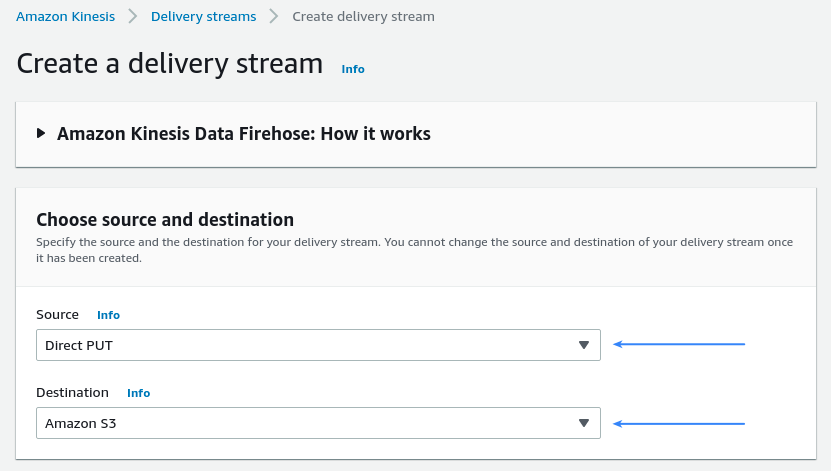 Amazon Kinesis > Delivery streams > Create delivery stream
Create a delivery stream Info
Amazon Kinesis Data Firehose: How it works
Choose source and destination
Specify the source and the destination for your delivery stream. You cannot change the source and destination of your delivery stream once
it has been created.
Source Info
Direct PUT
Destination Info
Amazon S3